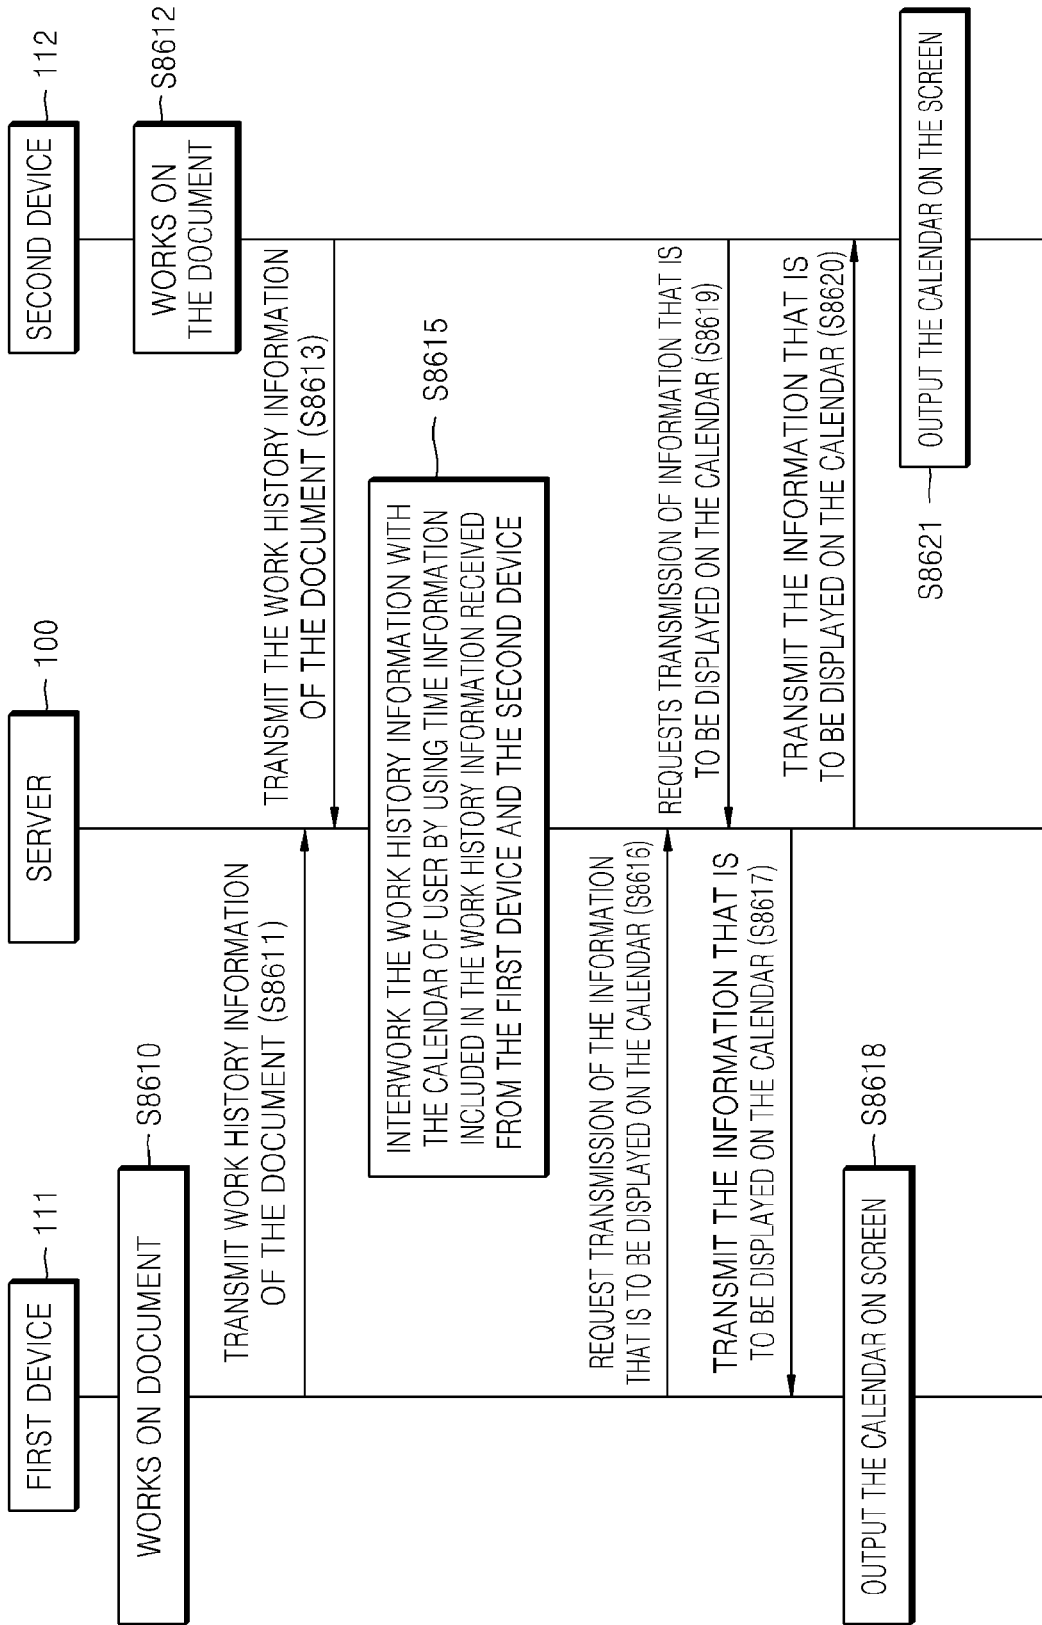 FIRST DEVICE
111
SERVER
100
SECOND DEVICE
112
WORKS ON DOCUMENT
S8610
WORKS ON
THE DOCUMENT
S8612
TRANSMIT WORK HISTORY INFORMATION
OF THE DOCUMENT (S8611)
TRANSMIT THE WORK HISTORY INFORMATION
OF THE DOCUMENT (S8613)
INTERWORK THE WORK HISTORY INFORMATION WITH
THE CALENDAR OF USER BY USING TIME INFORMATION
INCLUDED IN THE WORK HISTORY INFORMATION RECEIVED
FROM THE FIRST DEVICE AND THE SECOND DEVICE
S8615
REQUEST TRANSMISSION OF THE INFORMATION
THAT IS TO BE DISPLAYED ON THE CALENDAR (S8616)
REQUESTS TRANSMISSION OF INFORMATION THAT IS
TO BE DISPLAYED ON THE CALENDAR (S8619)
TRANSMIT THE INFORMATION THAT IS
TO BE DISPLAYED ON THE CALENDAR (S8617)
TRANSMIT THE INFORMATION THAT IS
TO BE DISPLAYED ON THE CALENDAR (S8620)
OUTPUT THE CALENDAR ON SCREEN
S8618
S8621
OUTPUT THE CALENDAR ON THE SCREEN